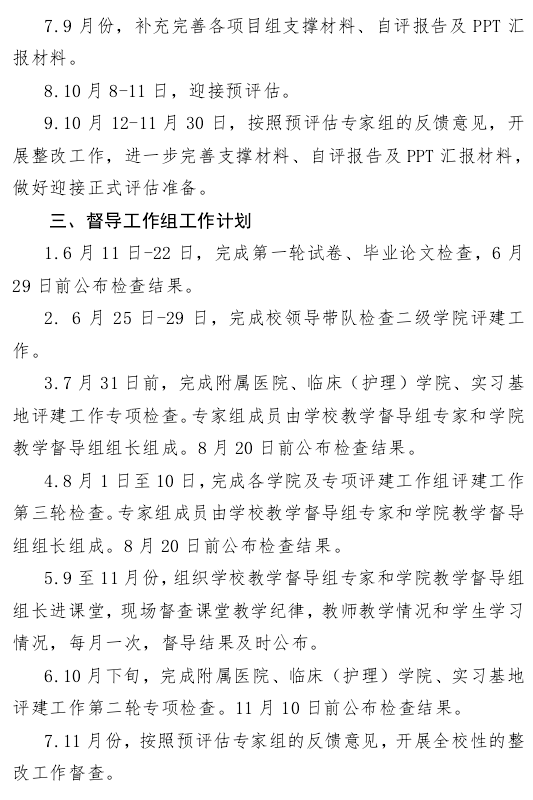 7.9 月份，补充完善各项目组支撑材料、自评报告及 PPT 汇
报材料。
8.10 月 8-11 日，迎接预评估。
9.10 月 12-11 月 30 日，按照预评估专家组的反馈意见，开
展整改工作，进一步完善支撑材料、自评报告及 PPT 汇报材料，
做好迎接正式评估准备。
三、督导工作组工作计划
1.6 月 11 日-22 日，完成第一轮试卷、毕业论文检查，6 月
29 日前公布检查结果。
2. 6 月 25 日-29 日，完成校领导带队检查二级学院评建工
作。
3.7 月 31 日前，完成附属医院、临床（护理）学院、实习基
地评建工作专项检查。专家组成员由学校教学督导组专家和学院
教学督导组组长组成。8 月 20 日前公布检查结果。
4.8 月 1 日至 10 日，完成各学院及专项评建工作组评建工作
第三轮检查。专家组成员由学校教学督导组专家和学院教学督导
组组长组成。8 月 20 日前公布检查结果。
5.9 至 11 月份，组织学校教学督导组专家和学院教学督导组
组长进课堂，现场督查课堂教学纪律，教师教学情况和学生学习
情况，每月一次，督导结果及时公布。
6.10 月下旬，完成附属医院、临床（护理）学院、实习基地
评建工作第二轮专项检查。11 月 10 日前公布检查结果。
7.11 月份，按照预评估专家组的反馈意见，开展全校性的整
改工作督查。